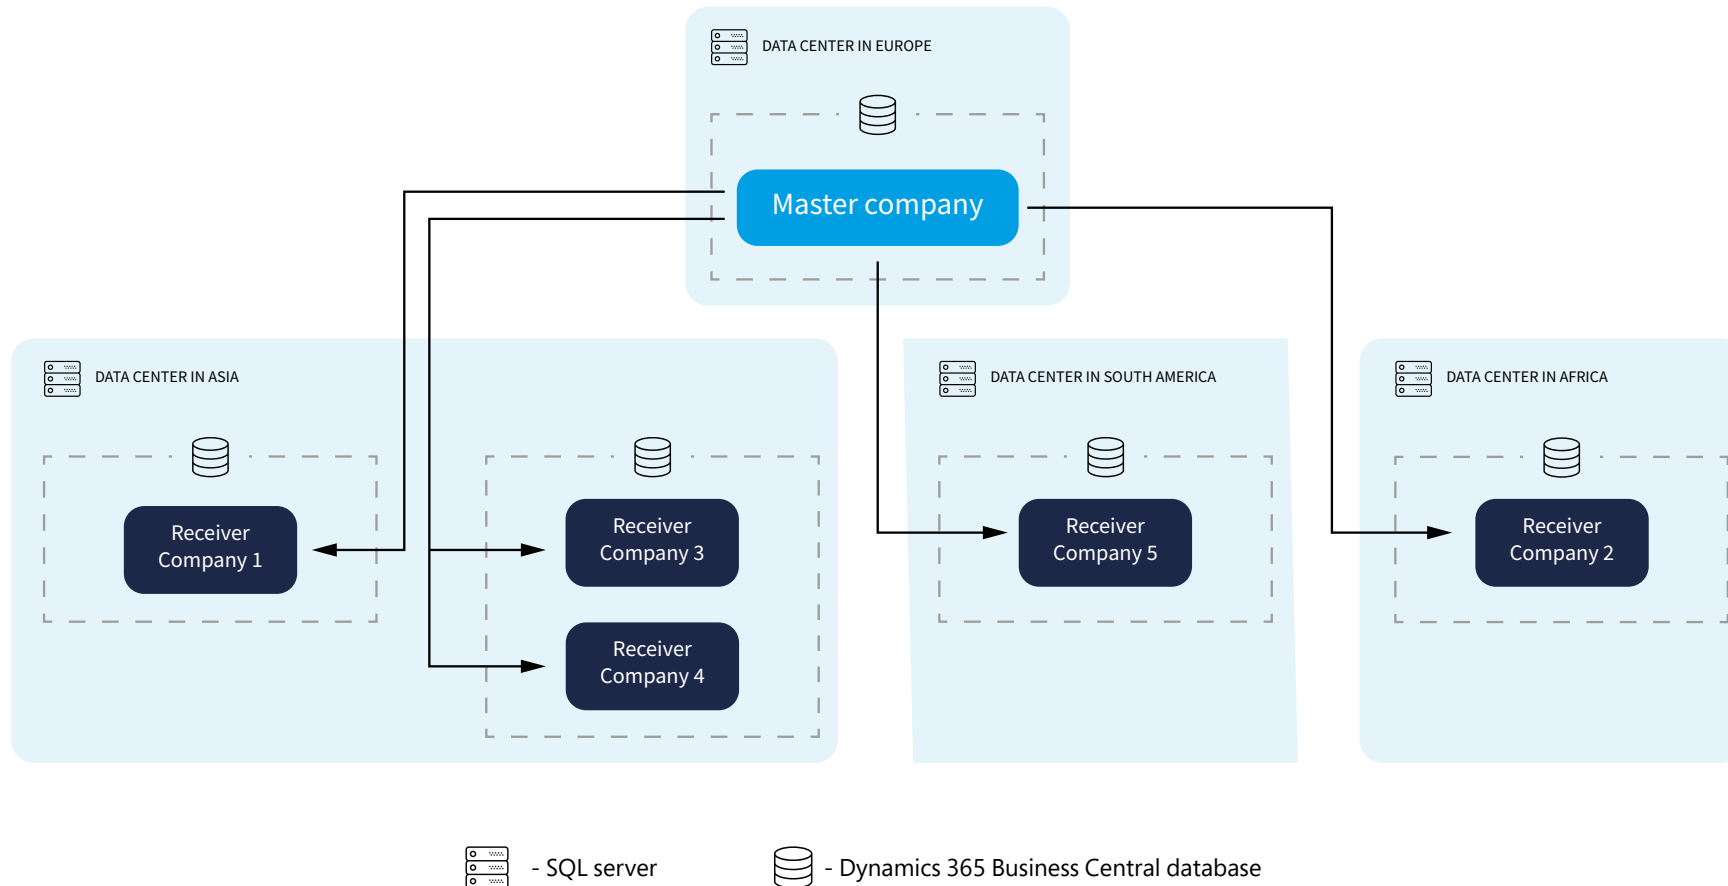 DATA CENTER IN EUROPE
Master company
DATA CENTER IN ASIA
Receiver
Company 1
Receiver
Company 3
Receiver
Company 4
DATA CENTER IN SOUTH AMERICA
Receiver
Company 5
DATA CENTER IN AFRICA
Receiver
Company 2
- SQL server
- Dynamics 365 Business Central database